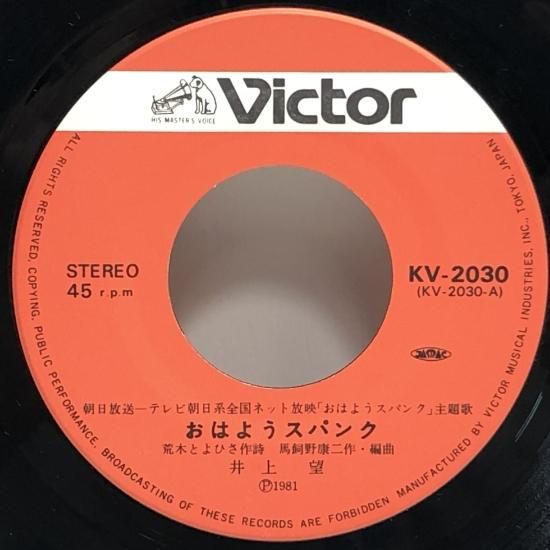 HIS MASTER'S VOICE
Victor
STEREO
45 r.p.m
KV-2030
(KV-2030-A)
JASRAC
朝日放送—テレビ朝日系全国ネット放映「おはようスパンク」主題歌
おはようスパンク
荒木とよひさ作詩 馬飼野康二作・編曲
井上望
Ⓟ1981
ALL RIGHTS RESERVED, COPYING, PUBLIC PERFORMANCE, BROADCASTING OF THESE RECORDS ARE FORBIDDEN MANUFACTURED BY VICTOR MUSICAL INDUSTRIES, INC., TOKYO, JAPAN